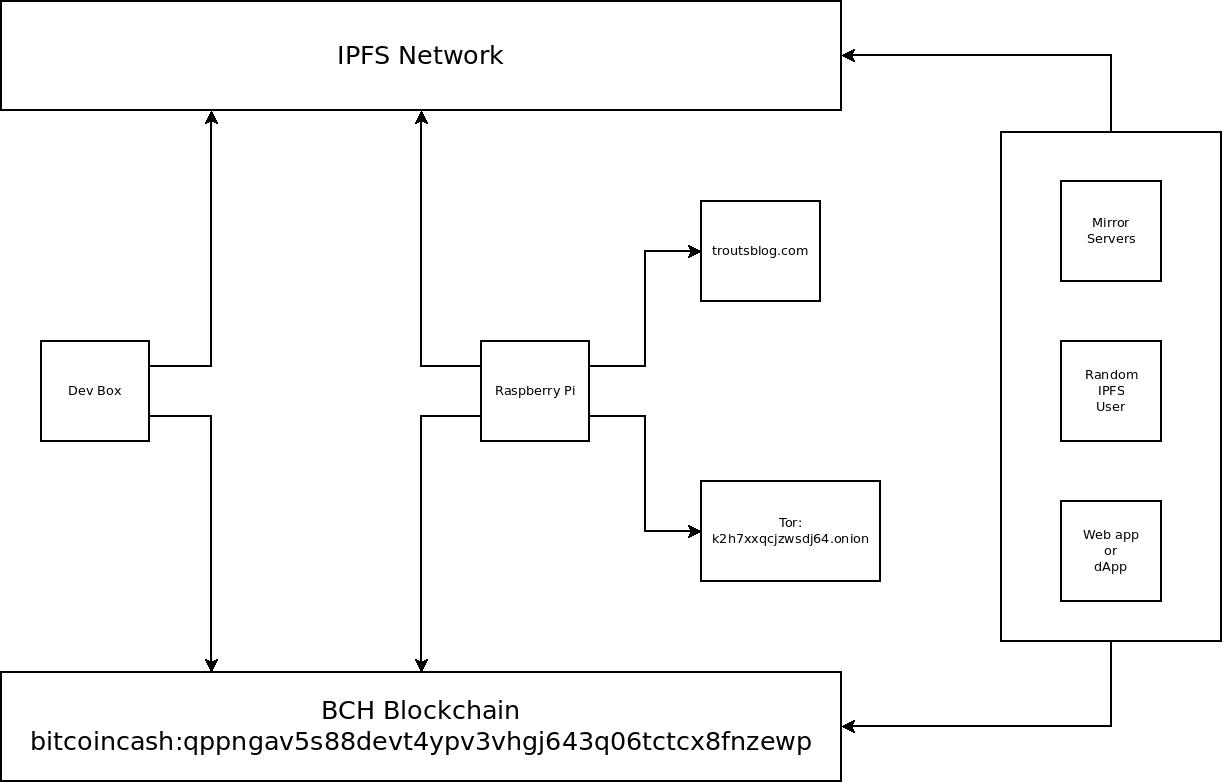 IPFS Network
Mirror
Servers
troutsblog.com
Dev Box
Raspberry Pi
Random
IPFS
User
Tor:
k2h7xxqcjzwsdj64.onion
Web app
or
dApp
BCH Blockchain
bitcoincash:qppngav5s88devt4ypv3vhgj643q06tctcx8fnzewp